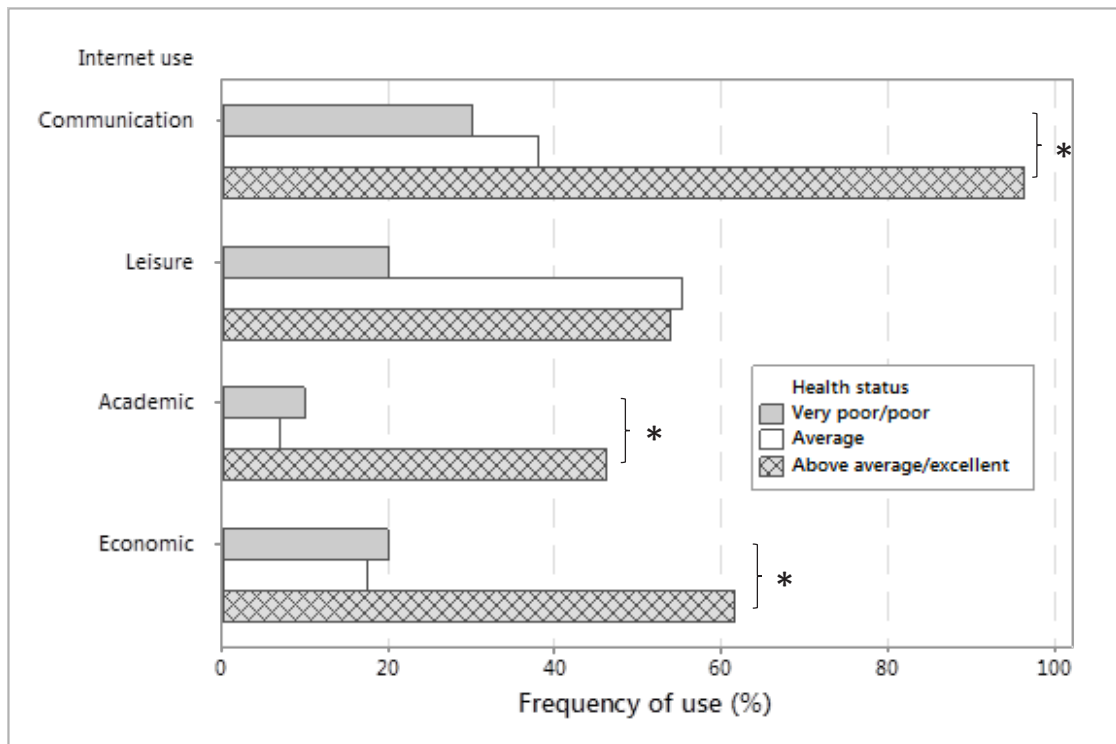 Internet use
Communication
*
Leisure
Academic
*
Health status
Very poor/poor
Average
Above average/excellent
Economic
*
0 20 40 60 80 100
Frequency of use (%)